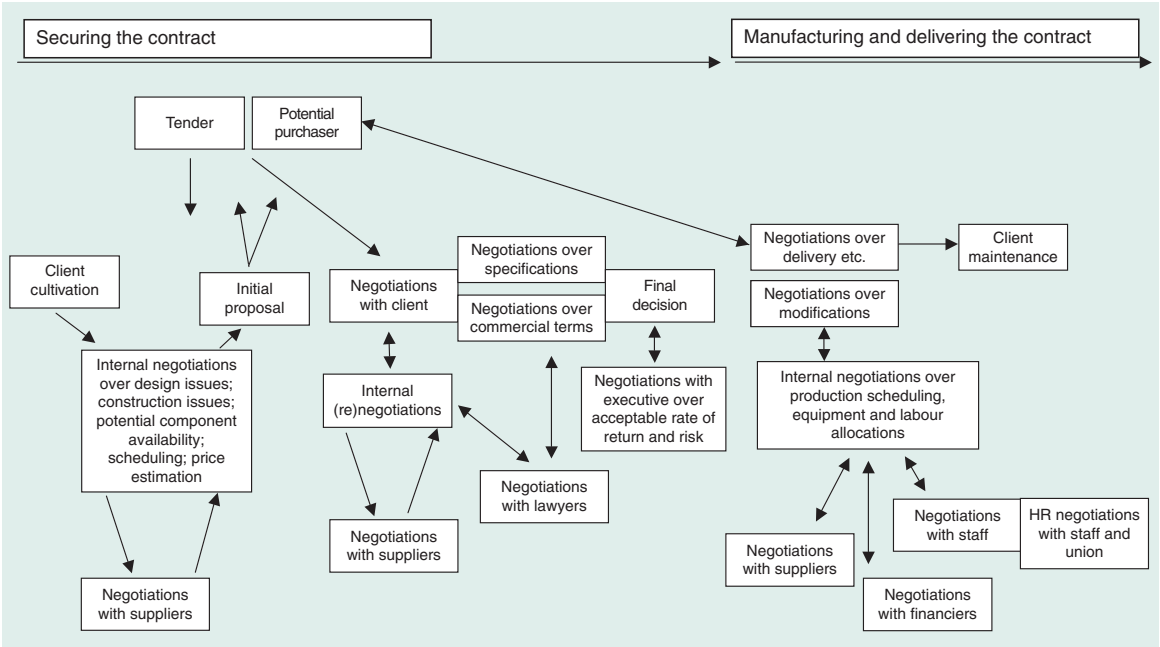 Securing the contract
Manufacturing and delivering the contract
Tender
Potential
purchaser
Client
cultivation
Initial
proposal
Internal negotiations
over design issues;
construction issues;
potential component
availability;
scheduling; price
estimation
Negotiations
with suppliers
Negotiations
with client
Negotiations over
specifications
Negotiations over
commercial terms
Final
decision
Internal
(re)negotiations
Negotiations
with suppliers
Negotiations
with lawyers
Negotiations with
executive over
acceptable rate of
return and risk
Negotiations over
delivery etc.
Client
maintenance
Negotiations over
modifications
Internal negotiations over
production scheduling,
equipment and labour
allocations
Negotiations
with suppliers
Negotiations
with financiers
Negotiations
with staff
HR negotiations
with staff and
union